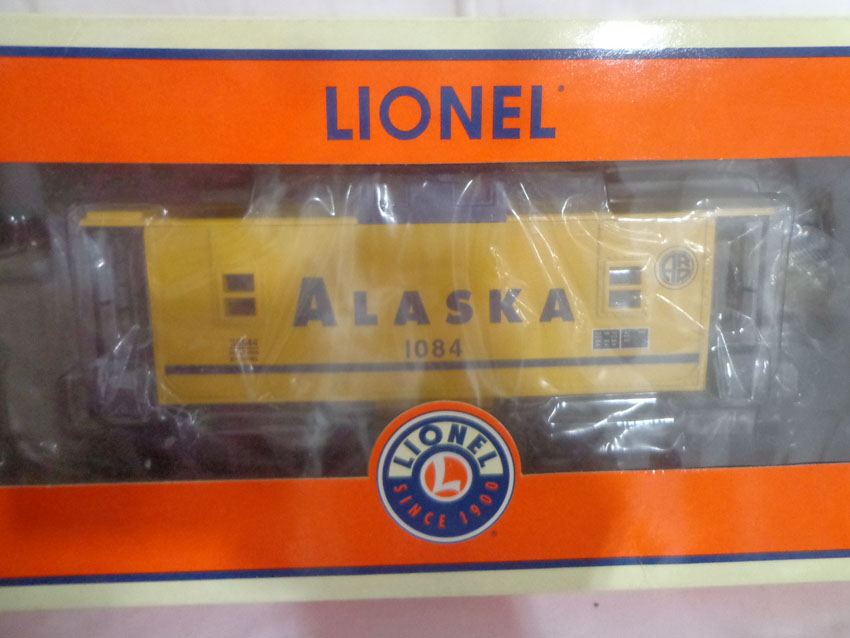 LIONEL
ALASKA
1084
LIONEL
L
SINCE 1900